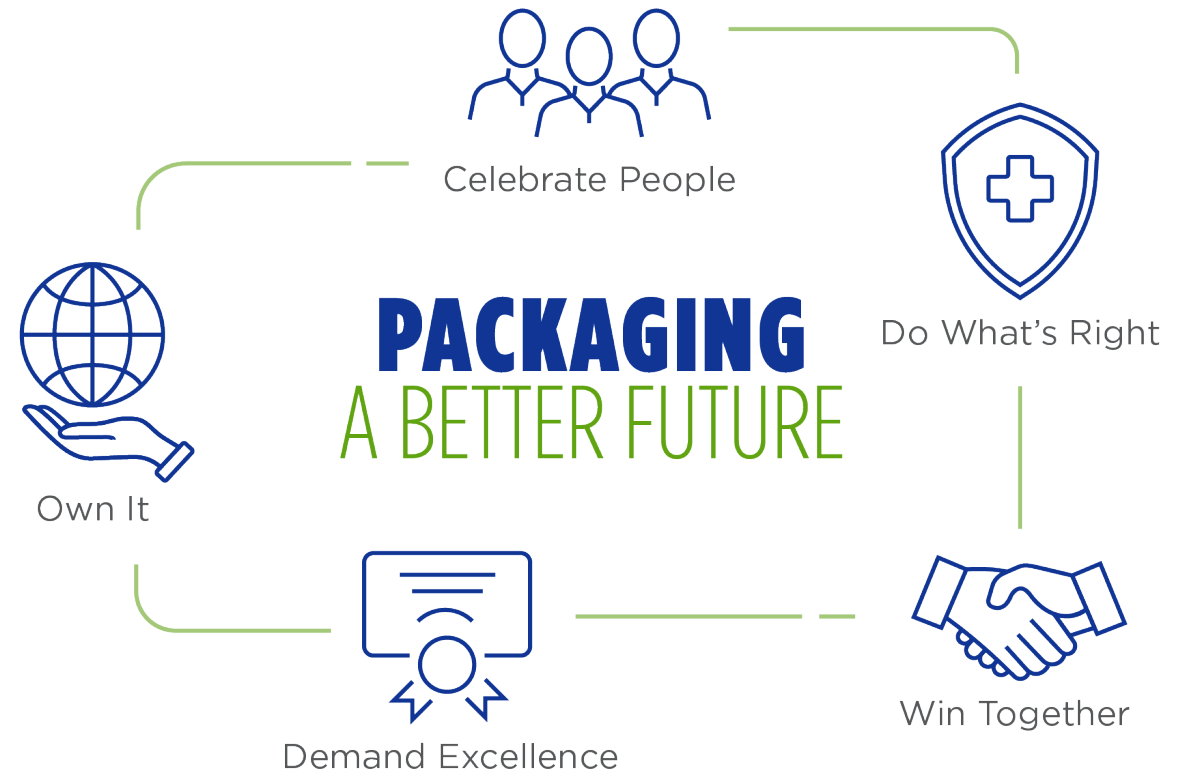 Celebrate People
Do What’s Right
PACKAGING
A BETTER FUTURE
Own It
Win Together
Demand Excellence